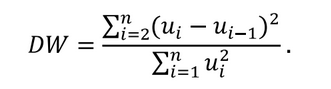 DW = \frac{\sum_{i=2}^{n}(u_i - u_{i-1})^2}{\sum_{i=1}^{n} u_i^2}.